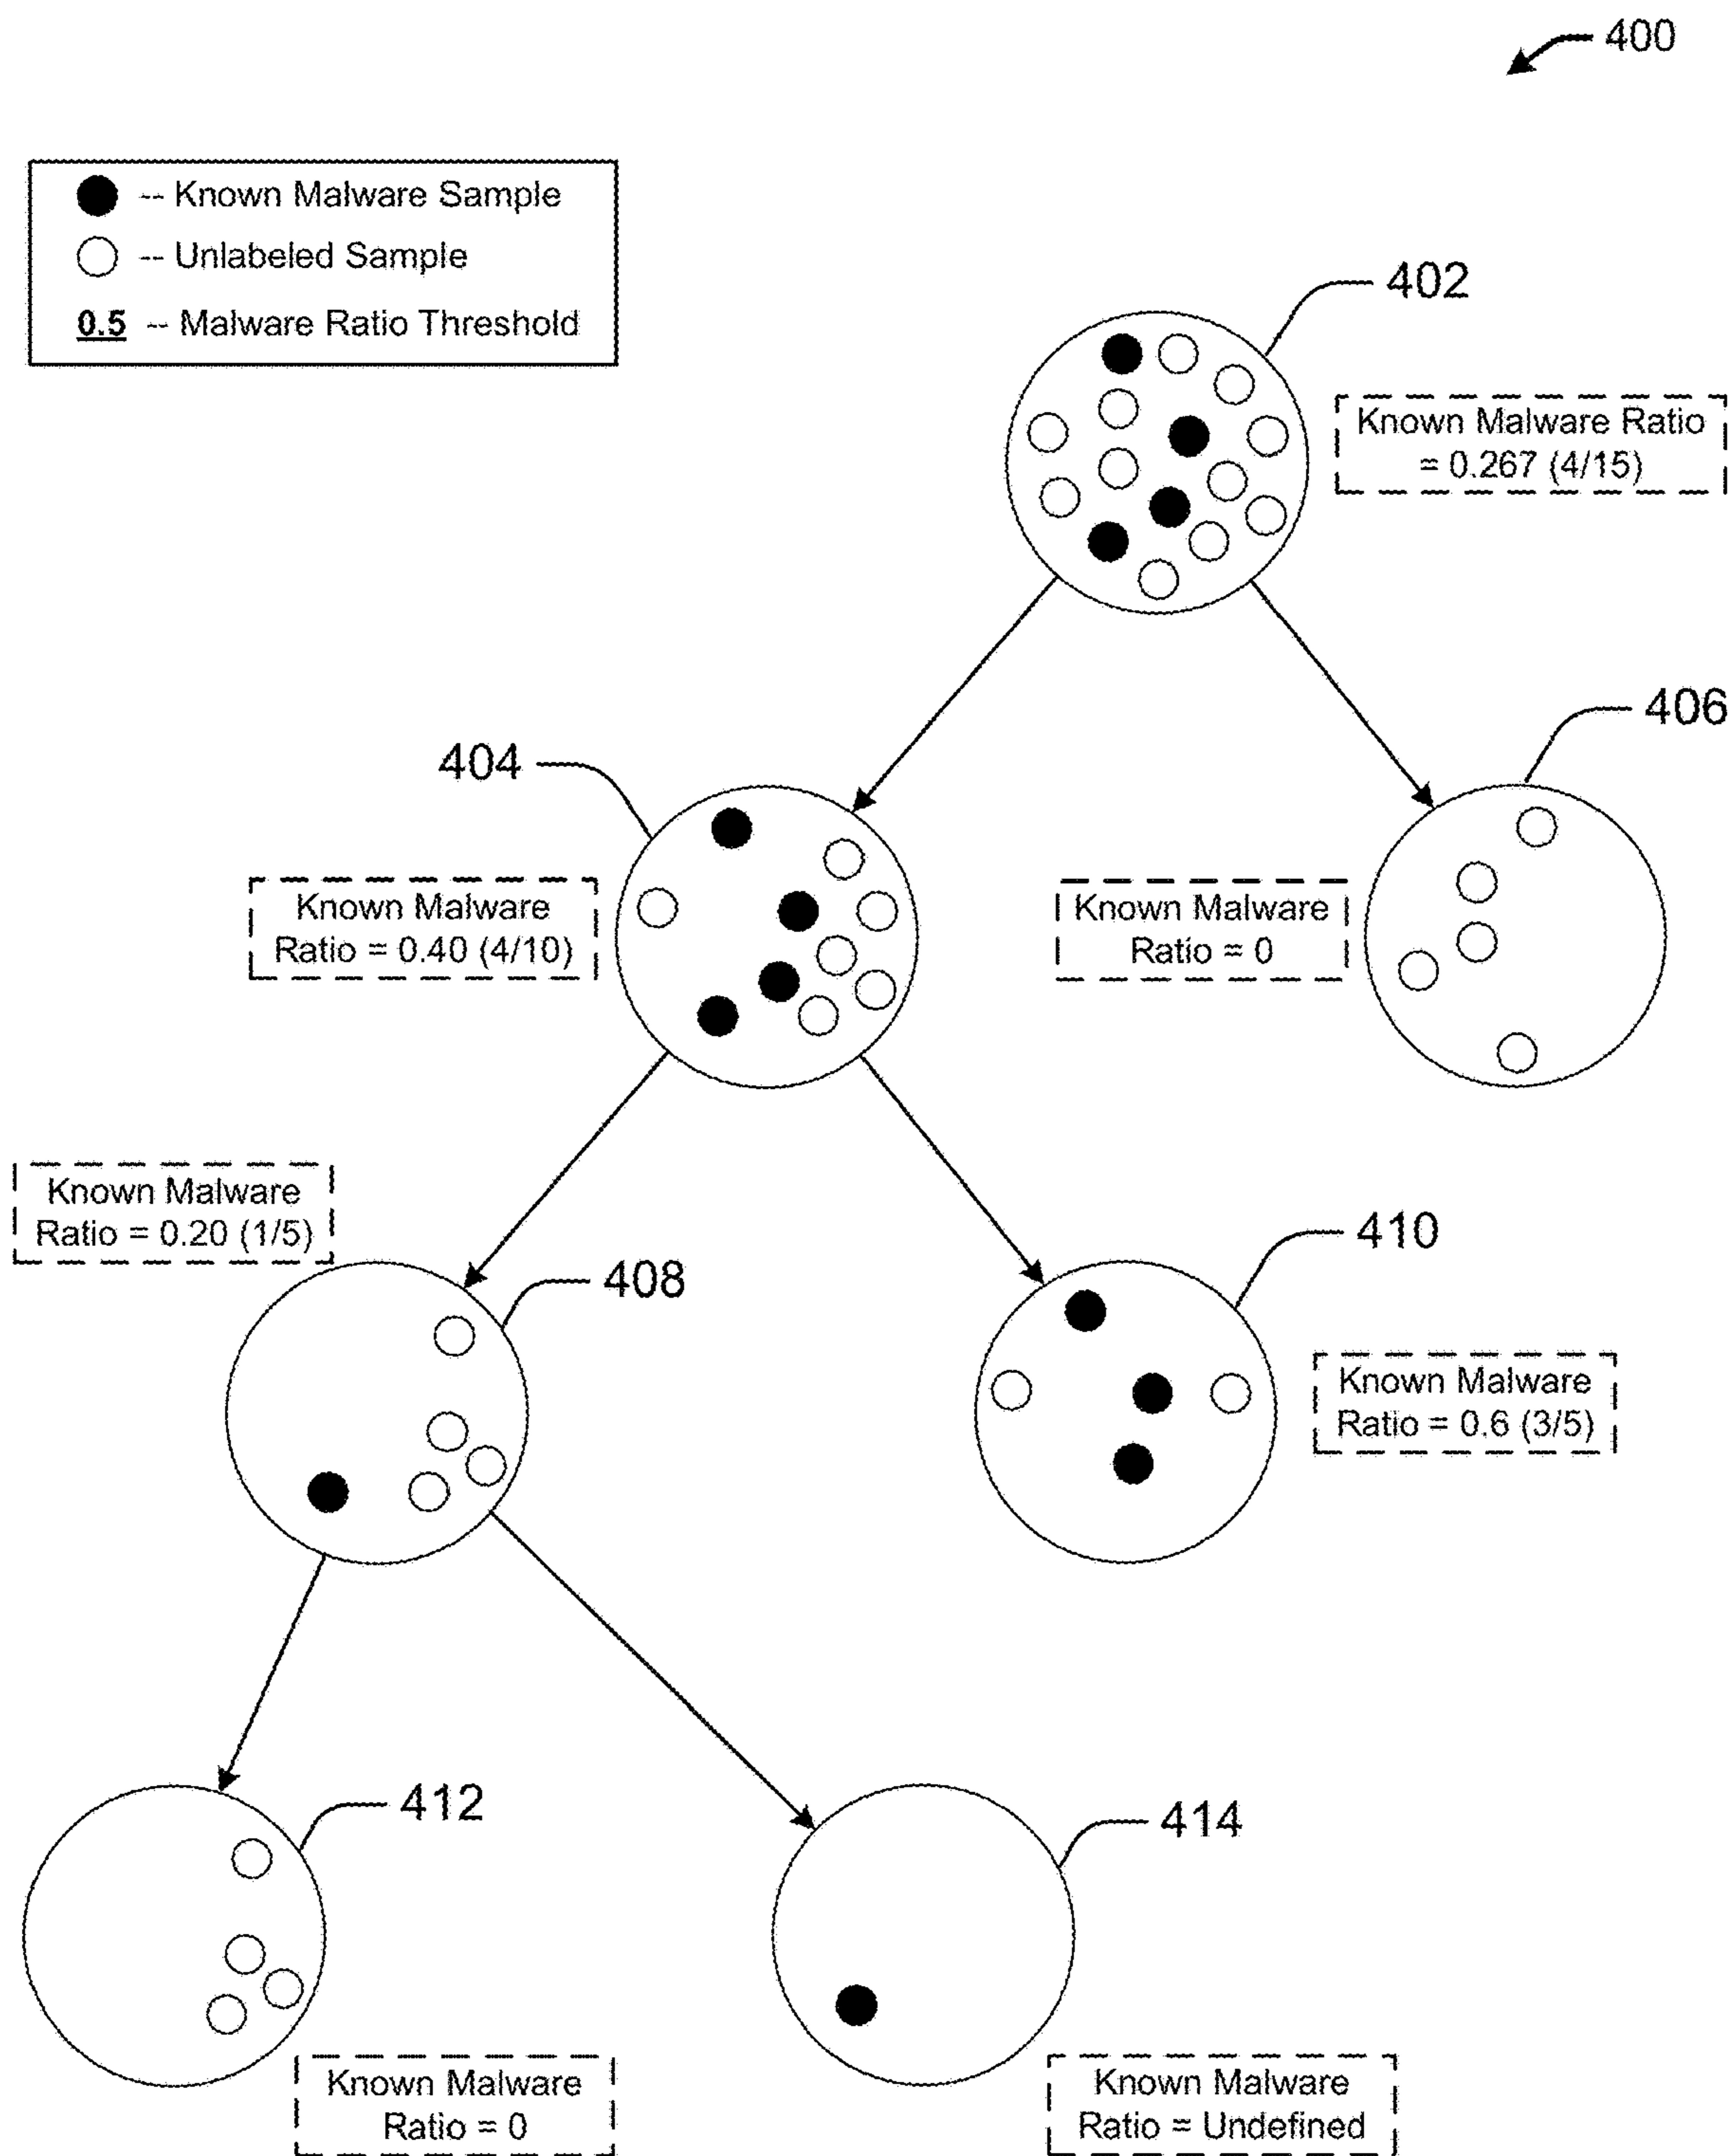 400
-- Known Malware Sample
-- Unlabeled Sample
0.5 -- Malware Ratio Threshold
402
Known Malware Ratio
= 0.267 (4/15)
406
404
Known Malware
Ratio = 0.40 (4/10)
Known Malware
Ratio = 0
Known Malware
Ratio = 0.20 (1/5)
410
408
Known Malware
Ratio = 0.6 (3/5)
412
414
Known Malware
Ratio = 0
Known Malware
Ratio = Undefined